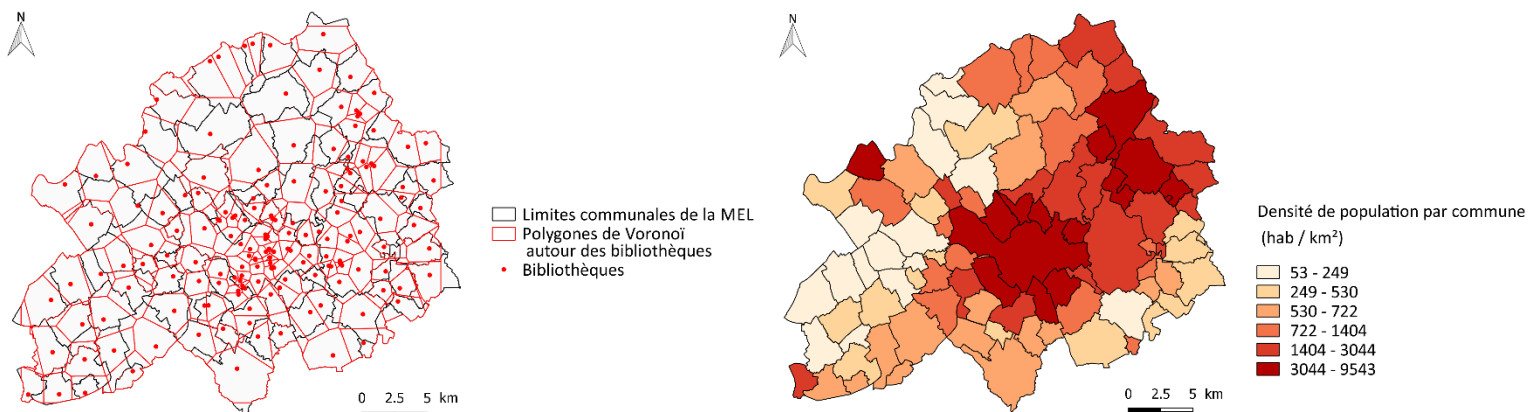 N
Limites communales de la MEL
Polygones de Voronoï
autour des bibliothèques
Bibliothèques
0 2.5 5 km
N
Densité de population par commune
(hab / km²)
53 - 249
249 - 530
530 - 722
722 - 1404
1404 - 3044
3044 - 9543
0 2.5 5 km